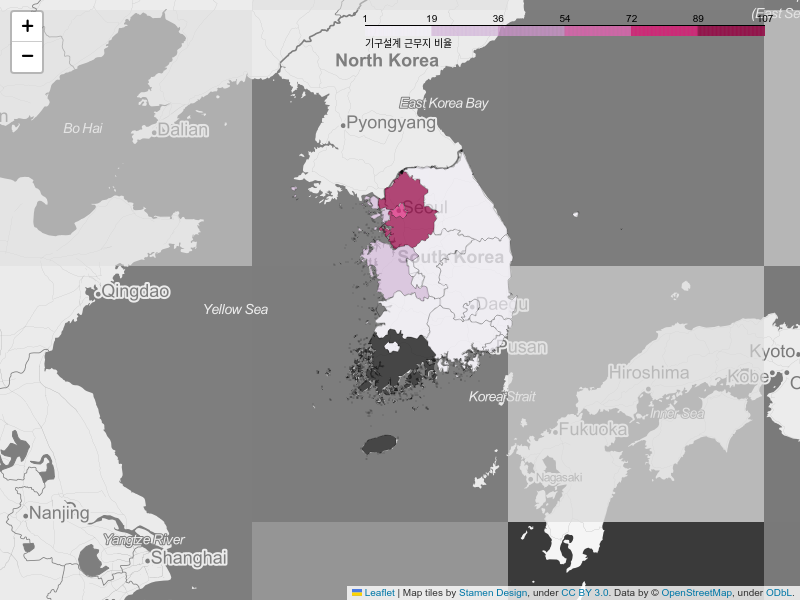 +
−
1 19 36 54 72 89 107
기구설계 근무지 비율
(East Se
North Korea
East Korea Bay
Bo Hai
Dalian
Pyongyang
Seoul
South Korea
Qingdao
Yellow Sea
Daegu
Pusan
Kyoto
Hiroshima
Kobe
Korea Strait
Inner Sea
Fukuoka
Nagasaki
Nanjing
Yangtze River
Shanghai
Leaflet | Map tiles by Stamen Design, under CC BY 3.0. Data by © OpenStreetMap, under ODbL.